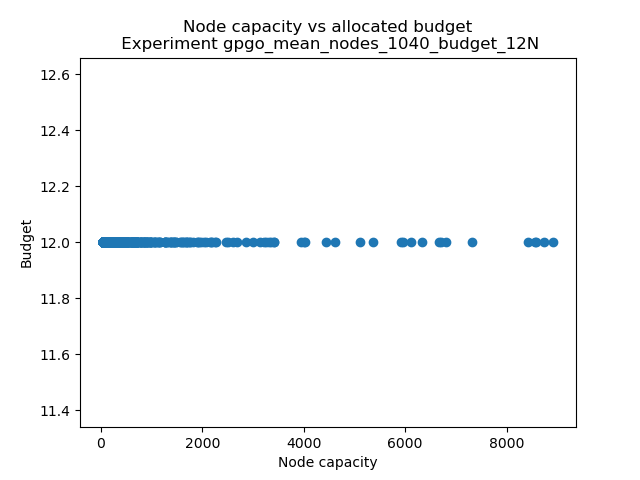 Node capacity vs allocated budget
Experiment gpgo_mean_nodes_1040_budget_12N
12.6
12.4
12.2
12.0
11.8
11.6
11.4
Budget
0 2000 4000 6000 8000
Node capacity